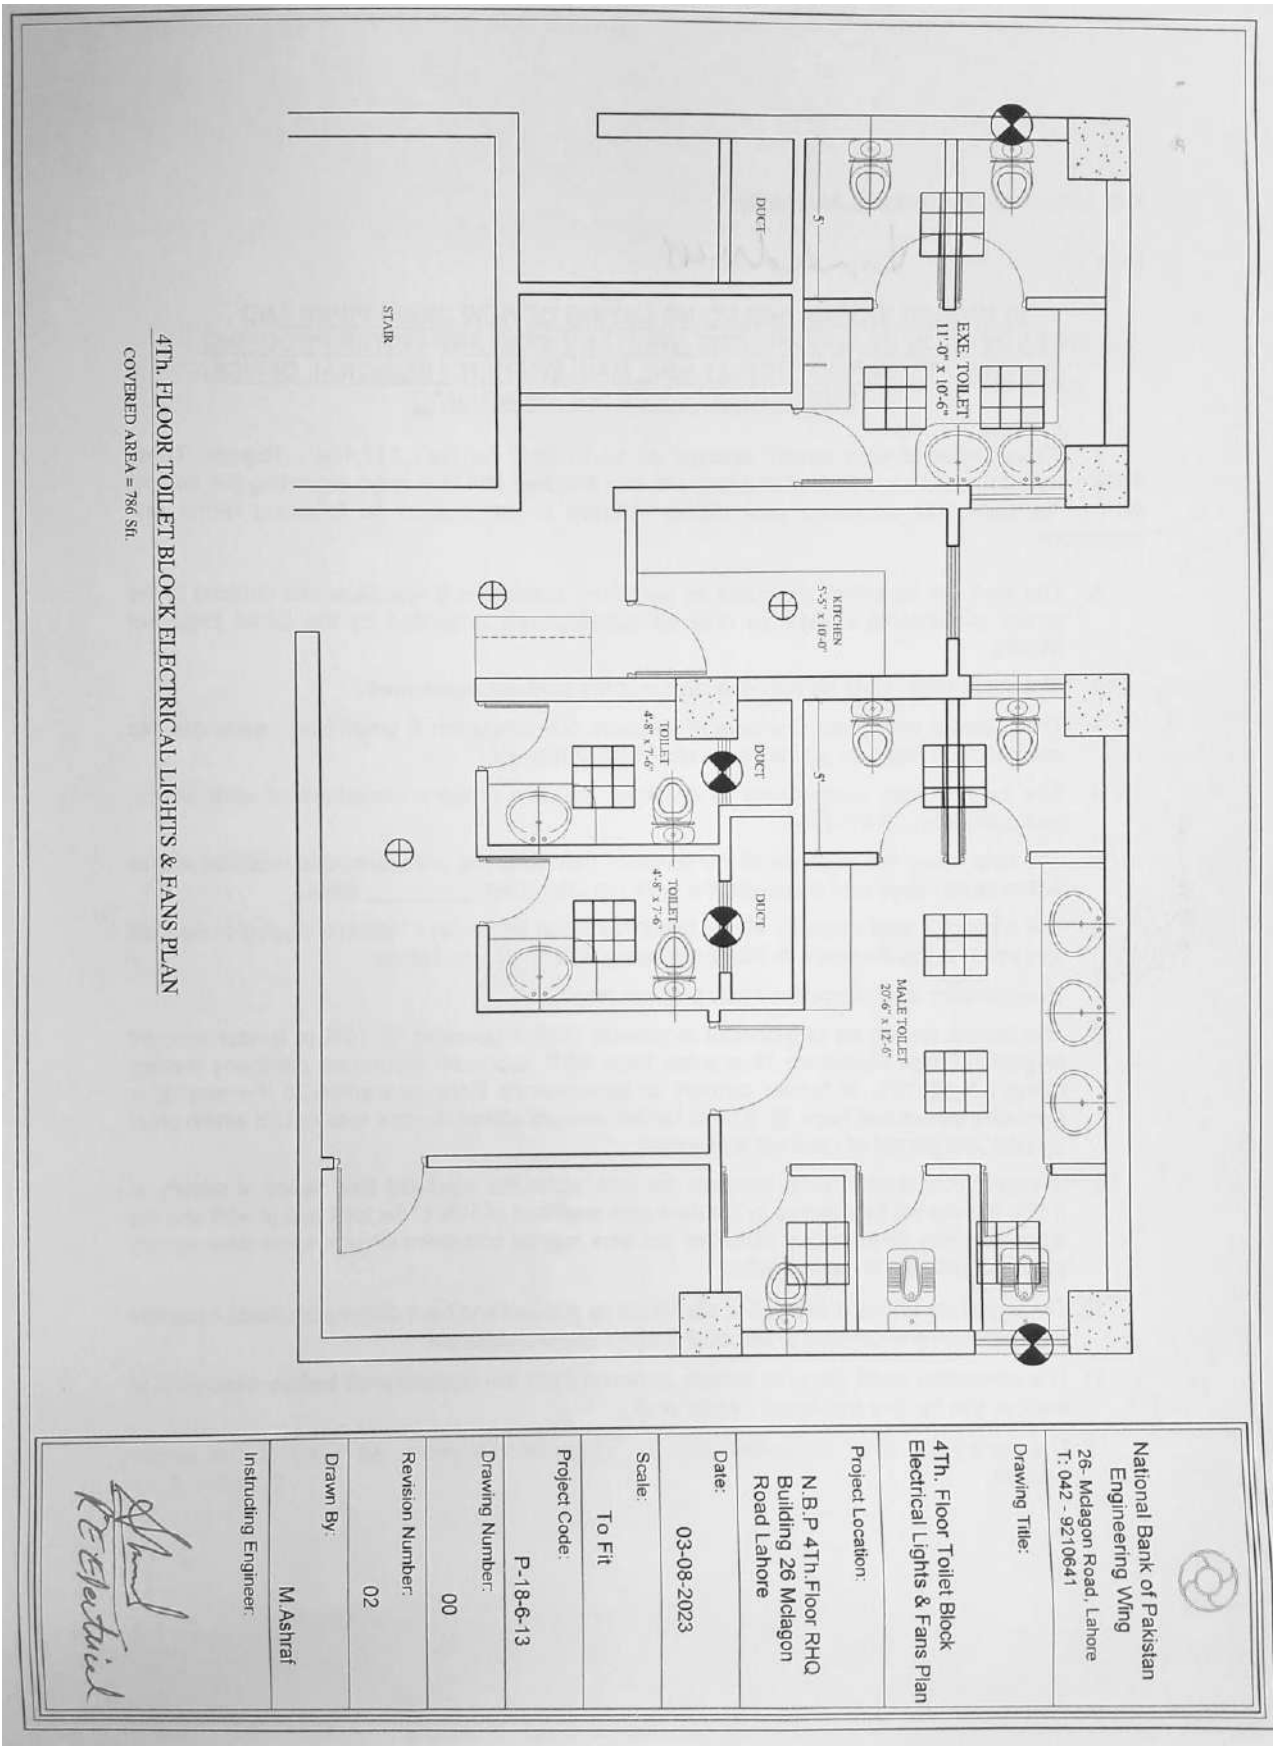 DUCT
5'
EXE. TOILET
11'-0" x 10'-6"
STAIR
KITCHEN
5'-5" x 10'-0"
TOILET
4'-8" x 7'-6"
DUCT
5'
TOILET
4'-8" x 7'-6"
DUCT
MALE TOILET
20'-6" x 12'-6"
4Th. FLOOR TOILET BLOCK ELECTRICAL LIGHTS & FANS PLAN
COVERED AREA = 786 Sft.
National Bank of Pakistan
Engineering Wing
26- Mclagon Road, Lahore
T: 042 - 9210641
Drawing Title:
4Th. Floor Toilet Block
Electrical Lights & Fans Plan
Project Location:
N.B.P 4Th.Floor RHQ
Building 26 Mclagon
Road Lahore
Date:
03-08-2023
Scale:
To Fit
Project Code:
P-18-6-13
Drawing Number:
00
Revision Number:
02
Drawn By:
M.Ashraf
Instructing Engineer:
Electrical